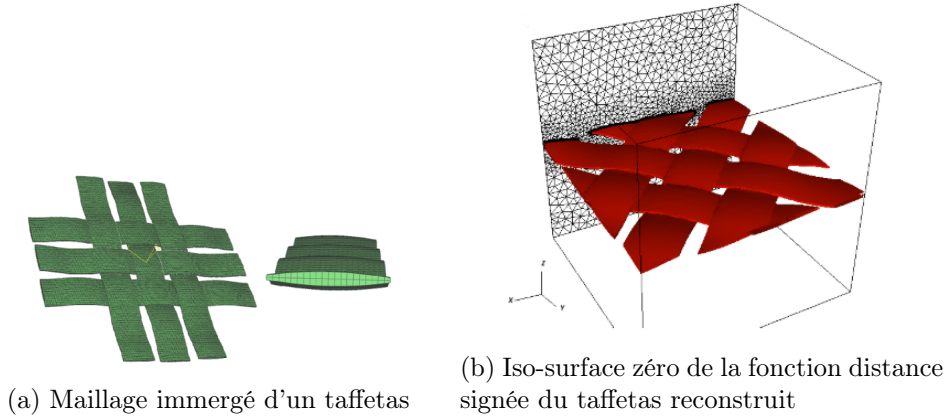 Z
X
Y
(a) Maillage immergé d'un taffetas
(b) Iso-surface zéro de la fonction distance
signée du taffetas reconstruit